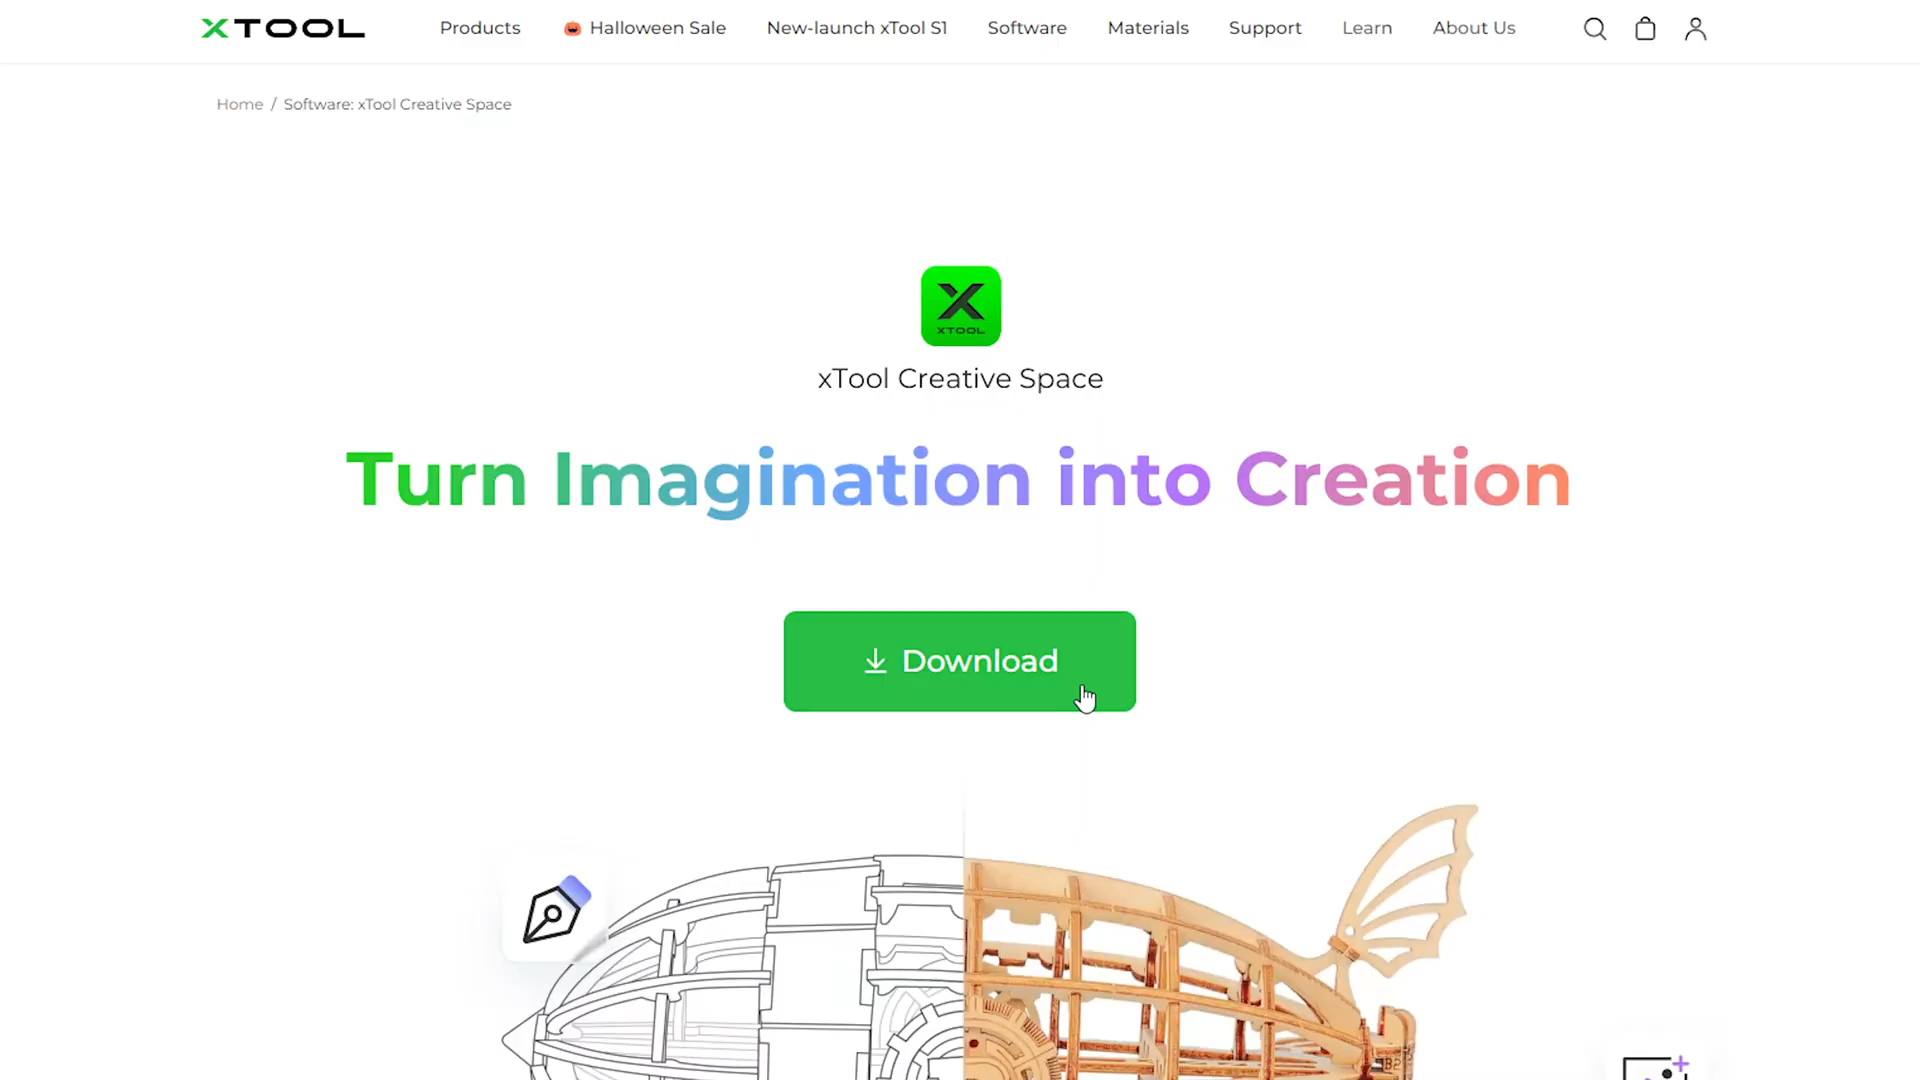 XTOOL
Products
Halloween Sale
New-launch xTool S1
Software
Materials
Support
Learn
About Us
Home / Software: xTool Creative Space
XTOOL
xTool Creative Space
Turn Imagination into Creation
Download